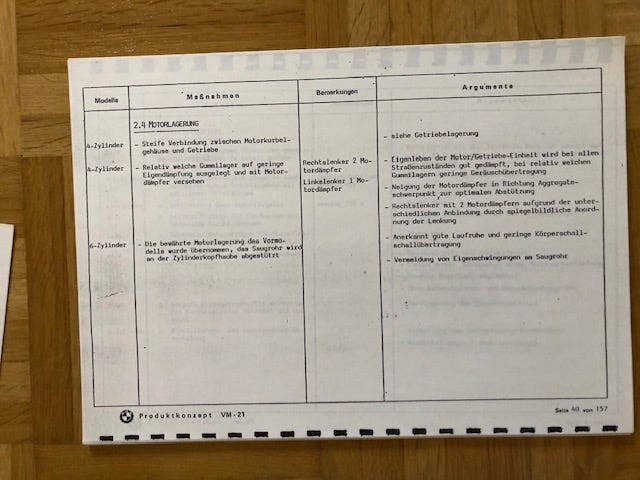 Modelle
Maßnahmen
Bemerkungen
Argumente
2.4 MOTORLAGERUNG
4-Zylinder
- Steife Verbindung zwischen Motorkurbel-
gehäuse und Getriebe
- siehe Getriebelagerung
4-Zylinder
- Relativ weiche Gummilager auf geringe
Eigendämpfung ausgelegt und mit Motor-
dämpfer versehen
Rechtslenker 2 Mo-
tordämpfer
Linkslenker 1 Mo-
tordämpfer
- Eigenleben der Motor/Getriebe-Einheit wird bei allen
Straßenzuständen gut gedämpft, bei relativ weichen
Gummilagern geringe Geräuschübertragung
- Neigung der Motordämpfer in Richtung Aggregate-
schwerpunkt zur optimalen Abstützung
- Rechtslenker mit 2 Motordämpfern aufgrund der unter-
schiedlichen Anbindung durch spiegelbildliche Anord-
nung der Lenkung
6-Zylinder
- Die bewährte Motorlagerung des Vormo-
dells wurde übernommen, das Saugrohr wird
an der Zylinderkopfhaube abgestützt
- Anerkannt gute Laufruhe und geringe Körperschall-
schallübertragung
- Vermeidung von Eigenschwingungen am Saugrohr
BMW
Produktkonzept VM-21
Seite 40 von 157